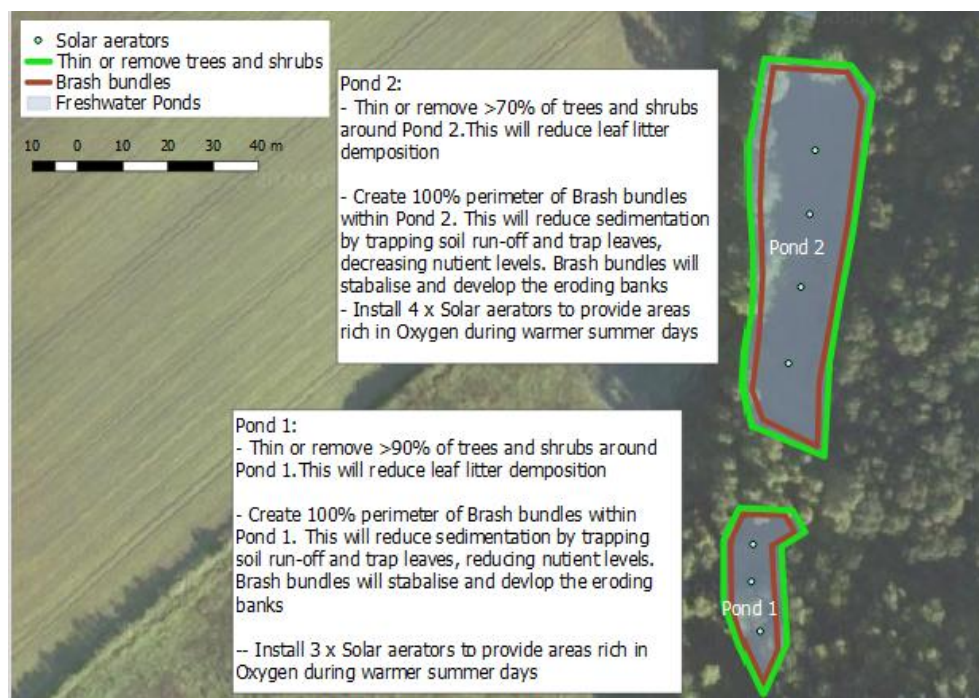 Solar aerators
Thin or remove trees and shrubs
Brash bundles
Freshwater Ponds
10 0 10 20 30 40 m
Pond 2:
- Thin or remove >70% of trees and shrubs
around Pond 2.This will reduce leaf litter
demposition
- Create 100% perimeter of Brash bundles
within Pond 2. This will reduce sedimentation
by trapping soil run-off and trap leaves,
decreasing nutient levels. Brash bundles will
stabalise and develop the eroding banks
- Install 4 x Solar aerators to provide areas
rich in Oxygen during warmer summer days
Pond 2
Pond 1:
- Thin or remove >90% of trees and shrubs around
Pond 1.This will reduce leaf litter demposition
- Create 100% perimeter of Brash bundles within
Pond 1. This will reduce sedimentation by trapping
soil run-off and trap leaves, reducing nutient levels.
Brash bundles will stabalise and devlop the eroding
banks
-- Install 3 x Solar aerators to provide areas rich in
Oxygen during warmer summer days
Pond 1